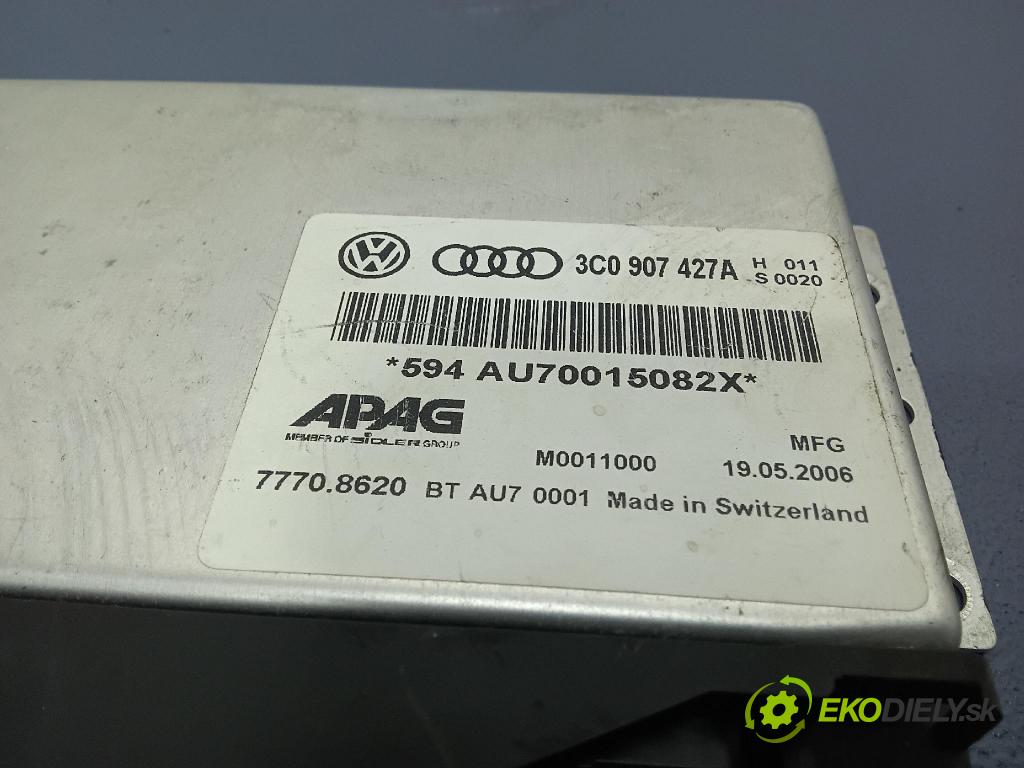 VW 3C0 907 427A H 011
S 0020
*594 AU70015082X*
APAG
MEMBER OF SIDLER GROUP
M0011000 MFG
19.05.2006
7770.8620 BT AU7 0001 Made in Switzerland
EKODIELY.sk